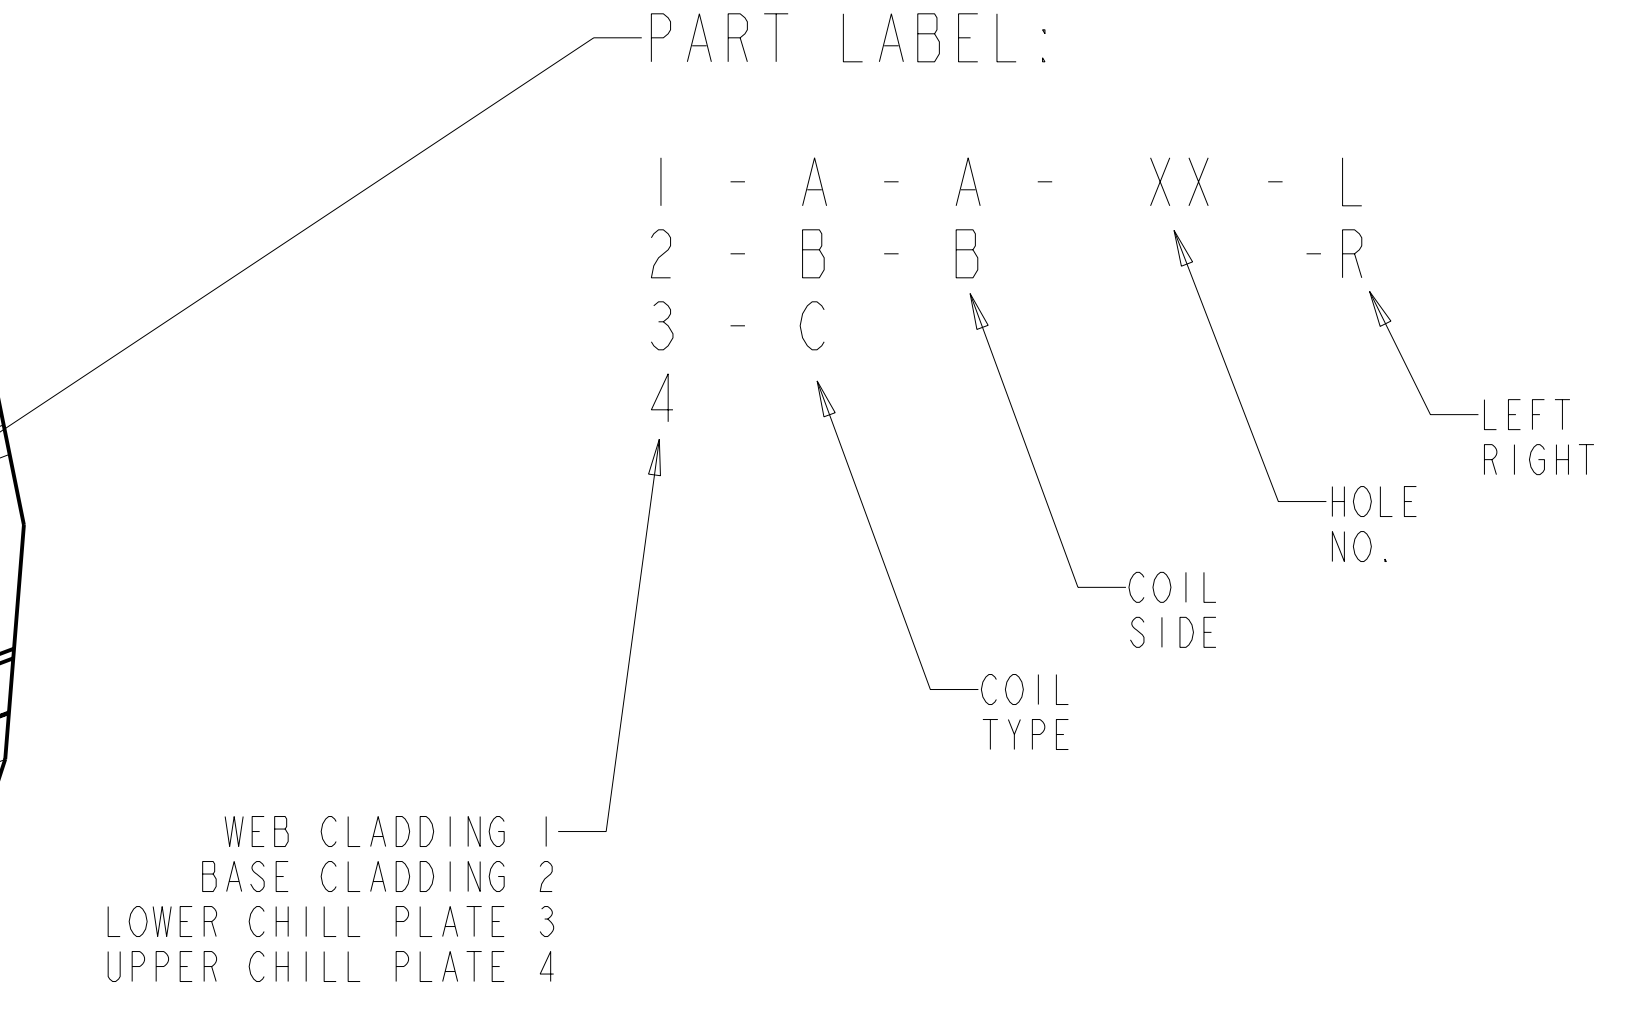 PART LABEL:
1 - A - A - XX - L
2 - B - B -R
3 - C
4
LEFT
RIGHT
HOLE
NO.
COIL
SIDE
COIL
TYPE
WEB CLADDING 1
BASE CLADDING 2
LOWER CHILL PLATE 3
UPPER CHILL PLATE 4